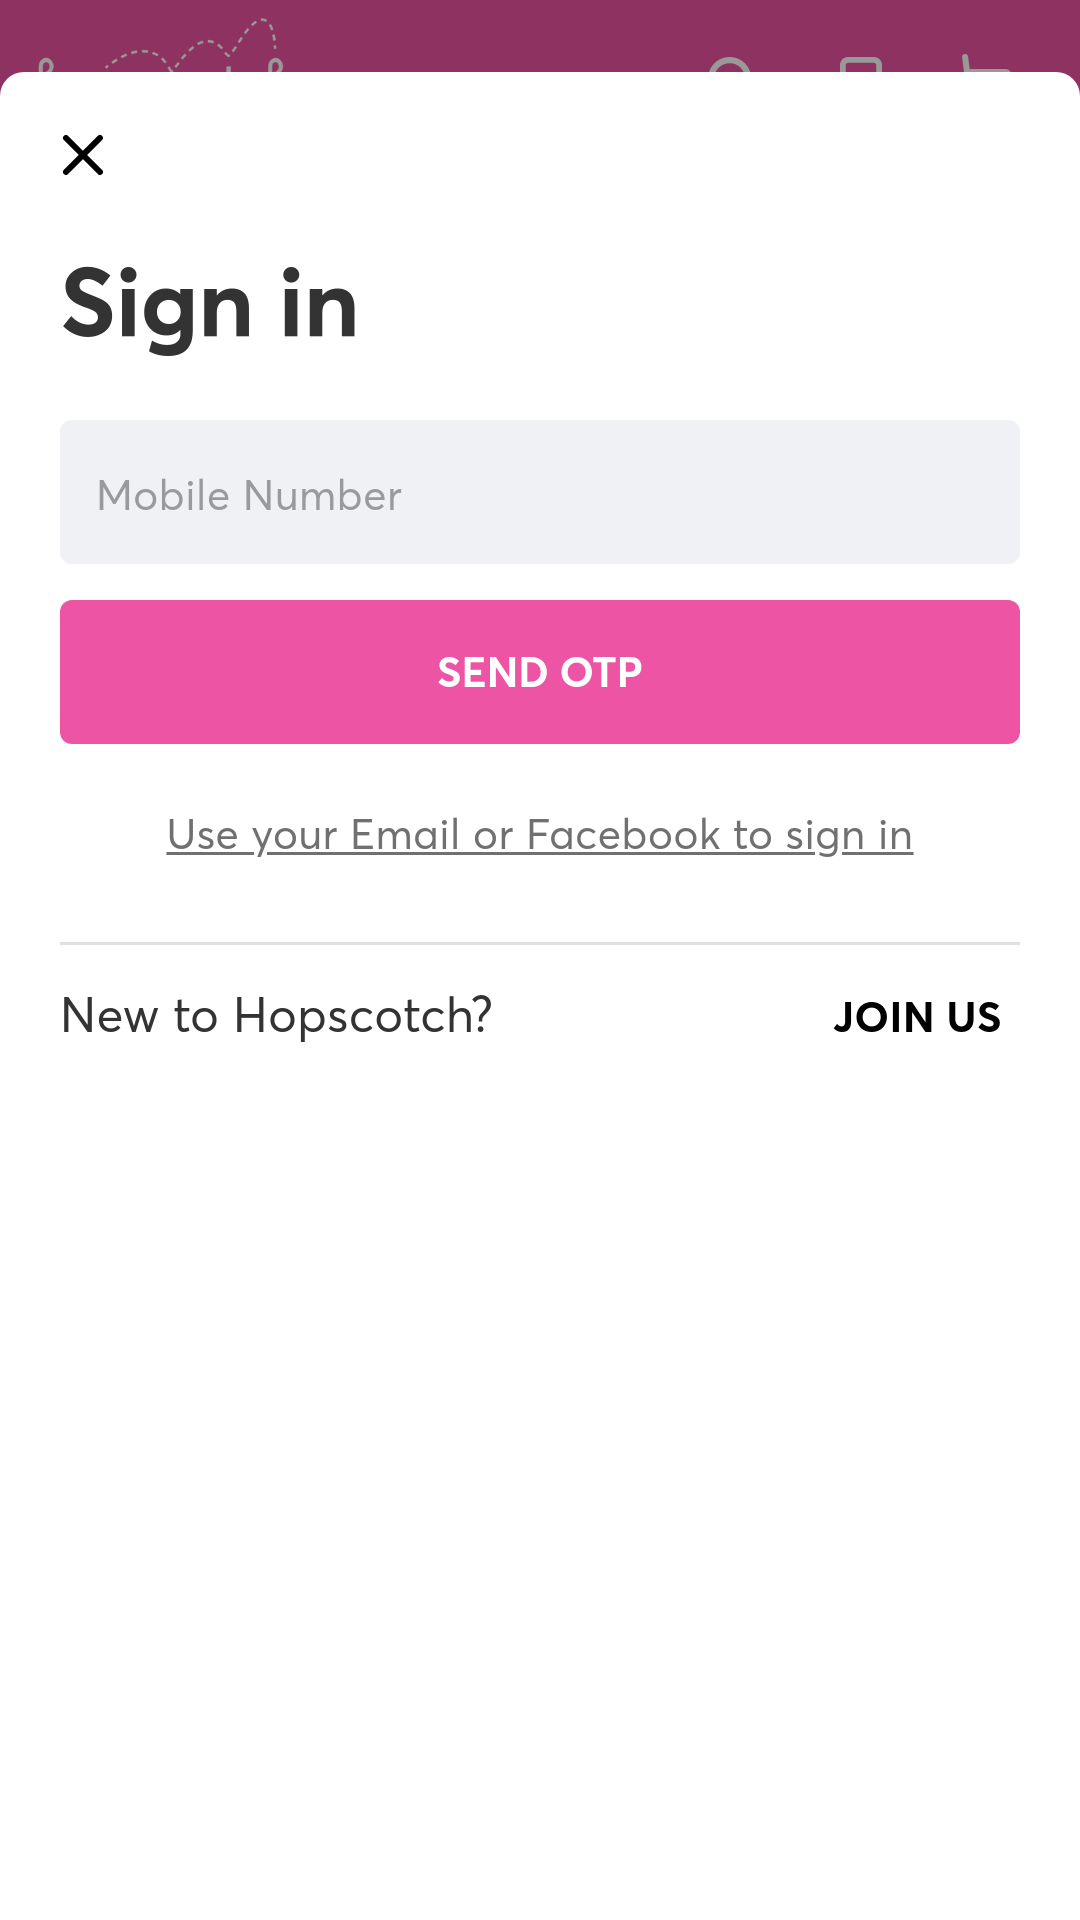 Sign in
Mobile Number
SEND OTP
Use your Email or Facebook to sign in
New to Hopscotch?
JOIN US